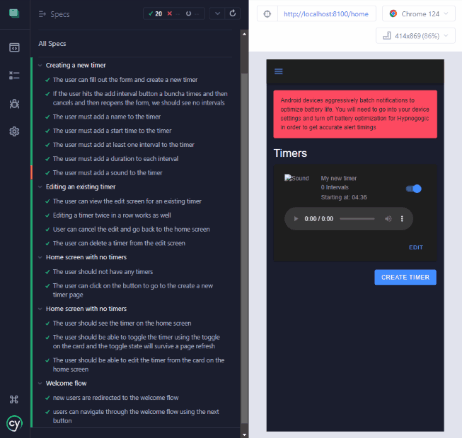 Specs
20
--
http://localhost:8100/home
Chrome 124
414x869 (86%)
All Specs
Creating a new timer
The user can fill out the form and create a new timer
If the user hits the add interval button a buncha times and then
cancels and then reopens the form, we should see no intervals
The user must add a name to the timer
The user must add a start time to the timer
The user must add at least one interval to the timer
The user must add a duration to each interval
The user must add a sound to the timer
Editing an existing timer
The user can view the edit screen for an existing timer
Editing a timer twice in a row works as well
User can cancel the edit and go back to the home screen
The user can delete a timer from the edit screen
Home screen with no timers
The user should not have any timers
The user can click on the button to go to the create a new
timer page
Home screen with no timers
The user should see the timer on the home screen
The user should be able to toggle the timer using the toggle
on the card and the toggle state will survive a page refresh
The user should be able to edit the timer from the card on the
home screen
Welcome flow
new users are redirected to the welcome flow
users can navigate through the welcome flow using the next
button
cy
Android devices aggressively batch notifications to
optimize battery life. You will need to go into your device
settings and turn off battery optimization for Hypnagogic
in order to get accurate alert timings
Timers
Sound
My new timer
0 Intervals
Starting at: 04:36
0:00 / 0:00
EDIT
CREATE TIMER